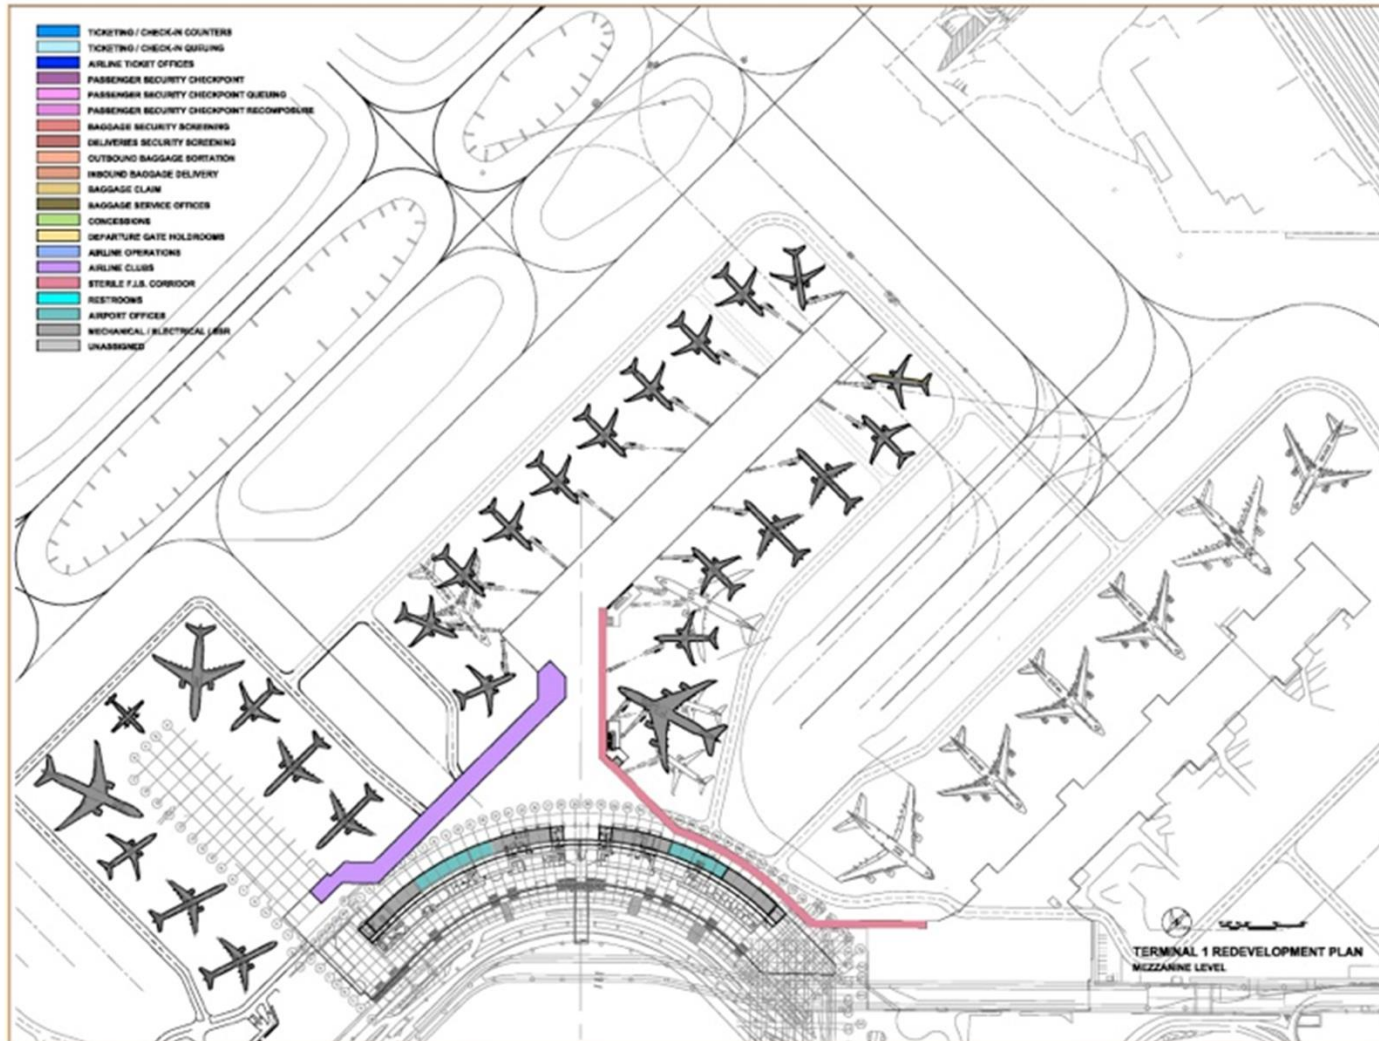 TICKETING / CHECK-IN COUNTERS
TICKETING / CHECK-IN QUEUING
AIRLINE TICKET OFFICES
PASSENGER SECURITY CHECKPOINT
PASSENGER SECURITY CHECKPOINT QUEUING
PASSENGER SECURITY CHECKPOINT RECOMPOSURE
BAGGAGE SECURITY SCREENING
DELIVERIES SECURITY SCREENING
OUTBOUND BAGGAGE SORTATION
INBOUND BAGGAGE DELIVERY
BAGGAGE CLAIM
BAGGAGE SERVICE OFFICES
CONCESSIONS
DEPARTURE GATE HOLDROOMS
AIRLINE OPERATIONS
AIRLINE CLUBS
STERILE F.I.S. CORRIDOR
RESTROOMS
AIRPORT OFFICES
MECHANICAL / ELECTRICAL /
UNASSIGNED
TERMINAL 1 REDEVELOPMENT PLAN
MEZZANINE LEVEL